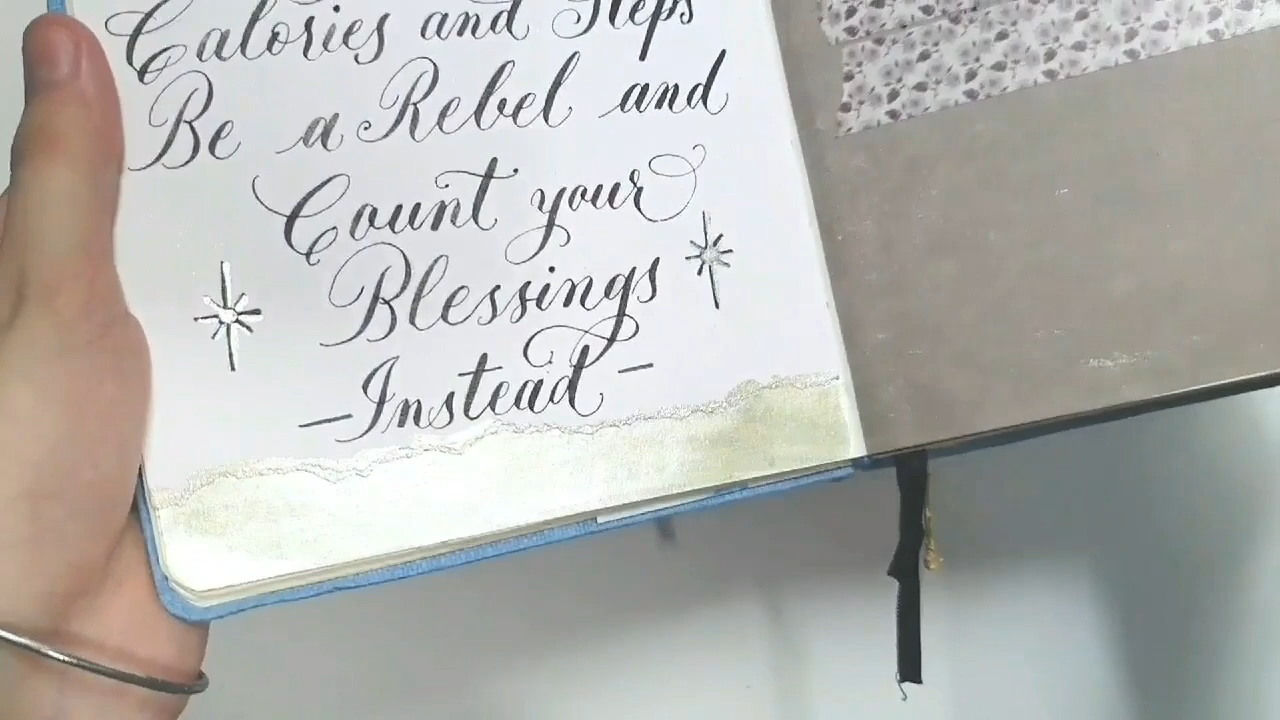 Calories and Steps
Be a Rebel and
Count your
Blessings
—Instead—